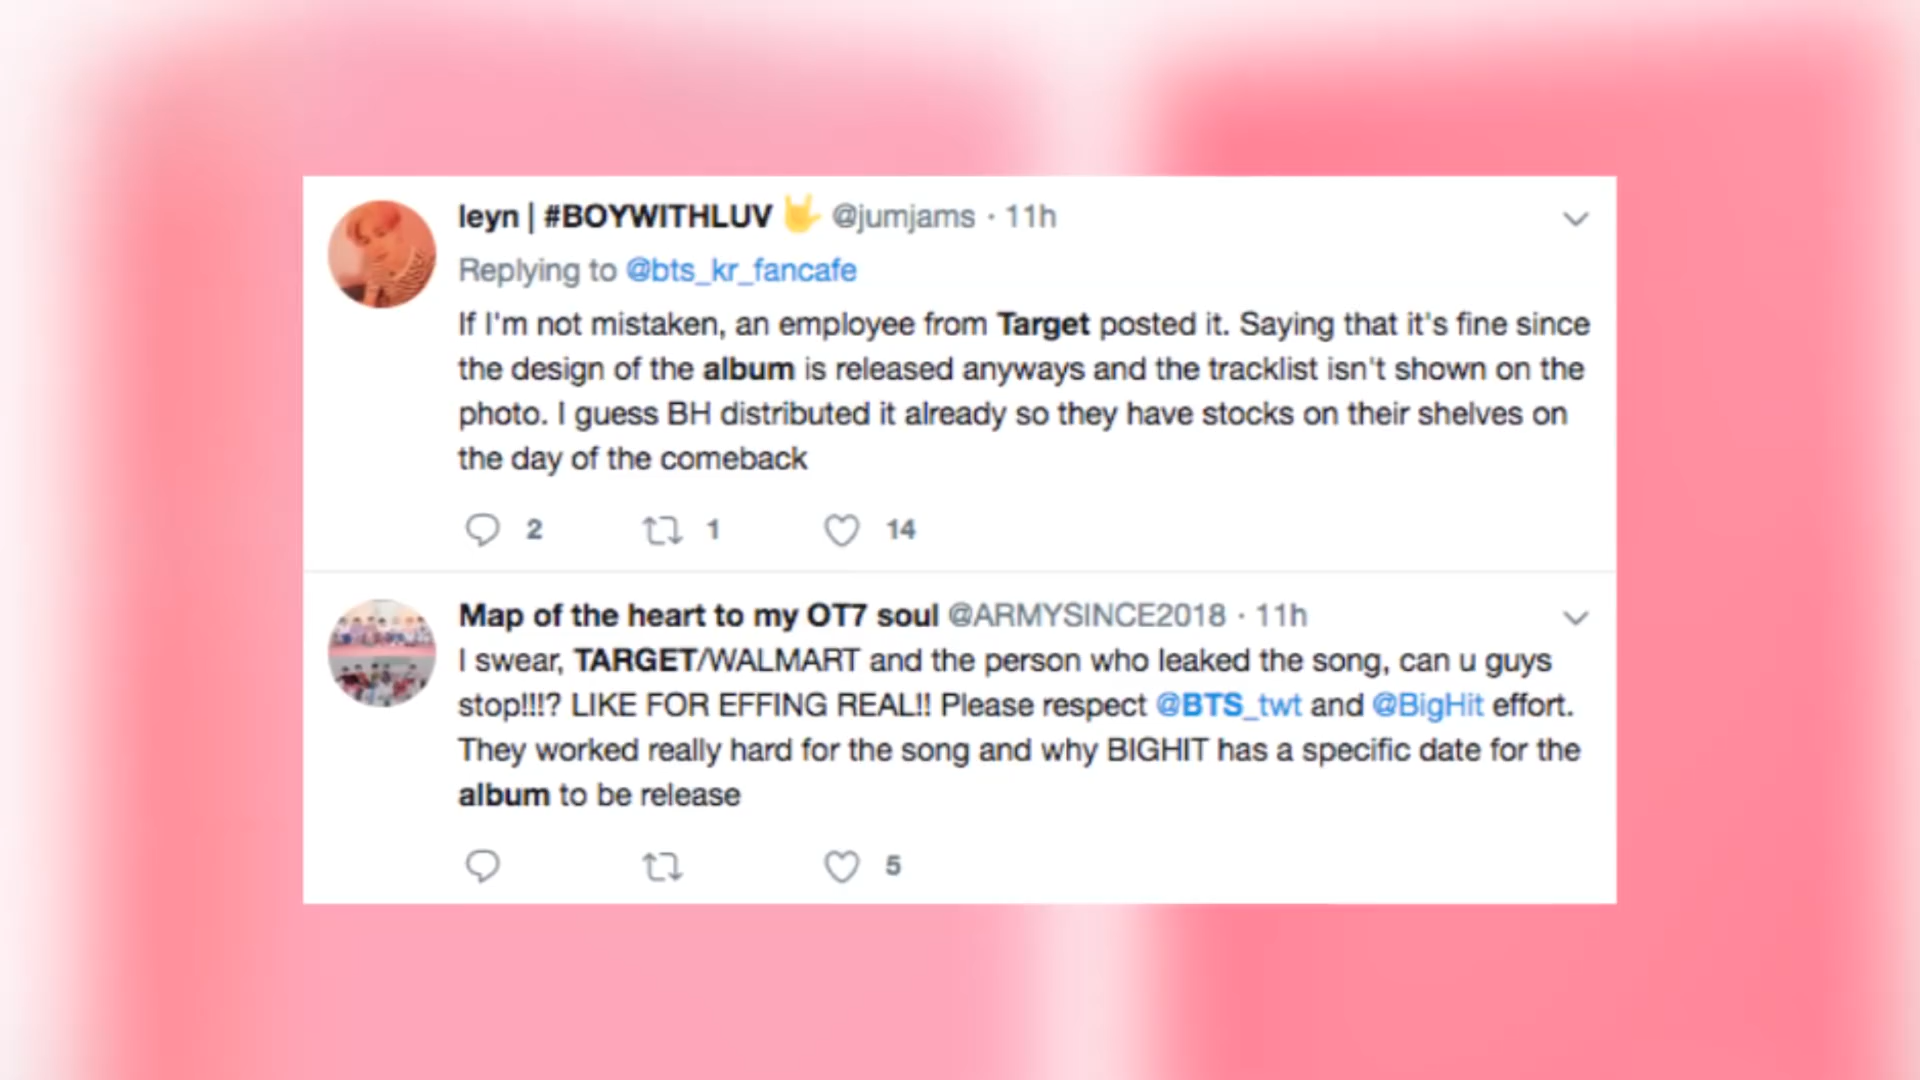 leyn | #BOYWITHLUV 🤟 @jumjams · 11h
Replying to @bts_kr_fancafe
If I'm not mistaken, an employee from Target posted it. Saying that it's fine since
the design of the album is released anyways and the tracklist isn't shown on the
photo. I guess BH distributed it already so they have stocks on their shelves on
the day of the comeback
2 1 14
Map of the heart to my OT7 soul @ARMYSINCE2018 · 11h
I swear, TARGET/WALMART and the person who leaked the song, can u guys
stop!!!? LIKE FOR EFFING REAL!! Please respect @BTS_twt and @BigHit effort.
They worked really hard for the song and why BIGHIT has a specific date for the
album to be release
5